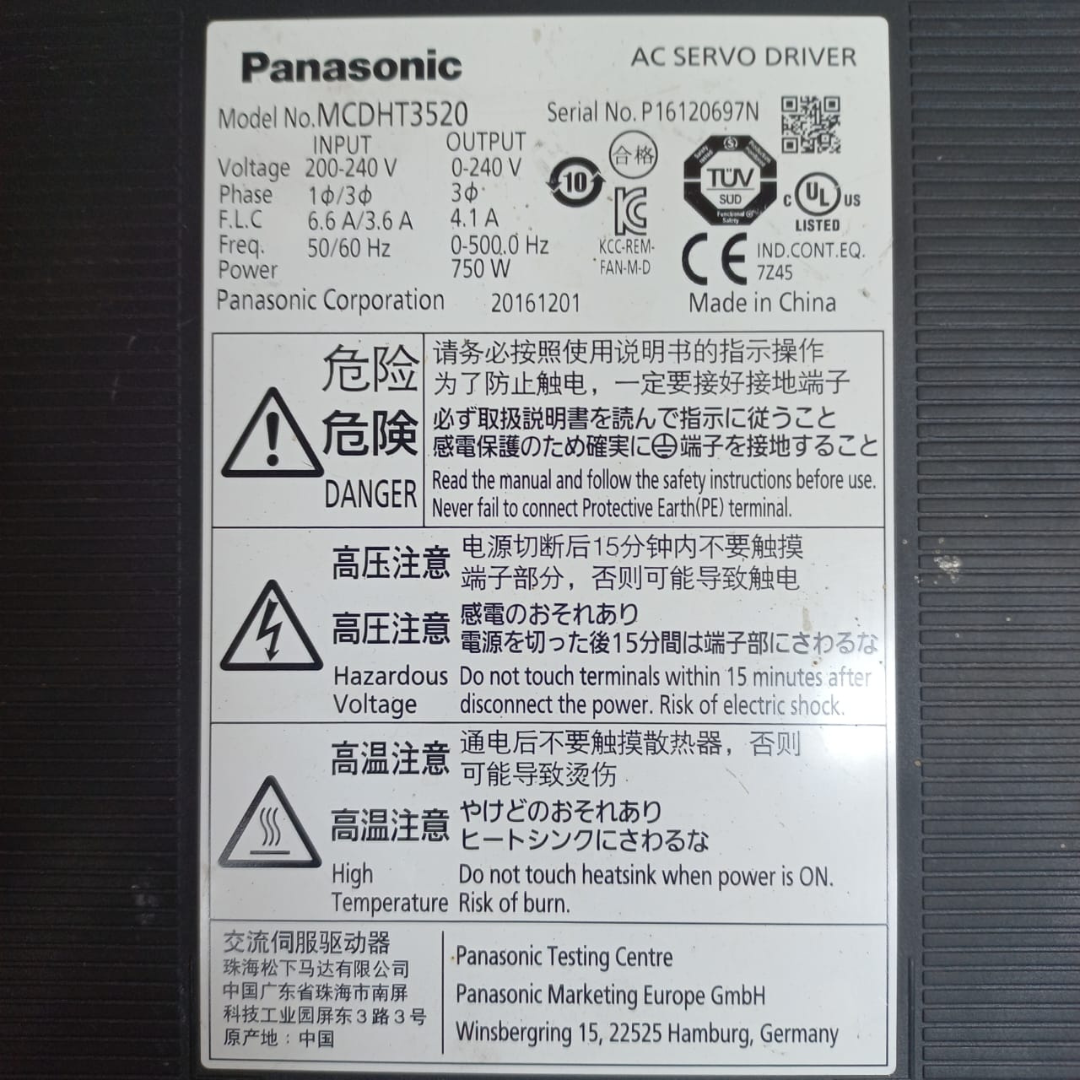 Panasonic
AC SERVO DRIVER
Model No.MCDHT3520
Serial No. P16120697N
INPUT OUTPUT
Voltage 200-240 V 0-240 V
Phase 1ϕ/3ϕ 3ϕ
F.L.C 6.6 A/3.6 A 4.1 A
Freq. 50/60 Hz 0-500.0 Hz
Power 750 W
合格
10
KCC-REM-
FAN-M-D
TÜV
SÜD
Functional
Safety
C UL US
LISTED
CE
IND.CONT.EQ.
7Z45
Panasonic Corporation 20161201 Made in China
危险
危険
DANGER
请务必按照使用说明书的指示操作
为了防止触电，一定要接好接地端子
必ず取扱説明書を読んで指示に従うこと
感電保護のため確実に⏚端子を接地すること
Read the manual and follow the safety instructions before use.
Never fail to connect Protective Earth(PE) terminal.
高压注意
电源切断后15分钟内不要触摸
端子部分，否则可能导致触电
高圧注意
感電のおそれあり
電源を切った後15分間は端子部にさわるな
Hazardous
Voltage
Do not touch terminals within 15 minutes after
disconnect the power. Risk of electric shock.
高温注意
通电后不要触摸散热器，否则
可能导致烫伤
高温注意
やけどのおそれあり
ヒートシンクにさわるな
High
Temperature
Do not touch heatsink when power is ON.
Risk of burn.
交流伺服驱动器
珠海松下马达有限公司
中国广东省珠海市南屏
科技工业园屏东3路3号
原产地：中国
Panasonic Testing Centre
Panasonic Marketing Europe GmbH
Winsbergring 15, 22525 Hamburg, Germany